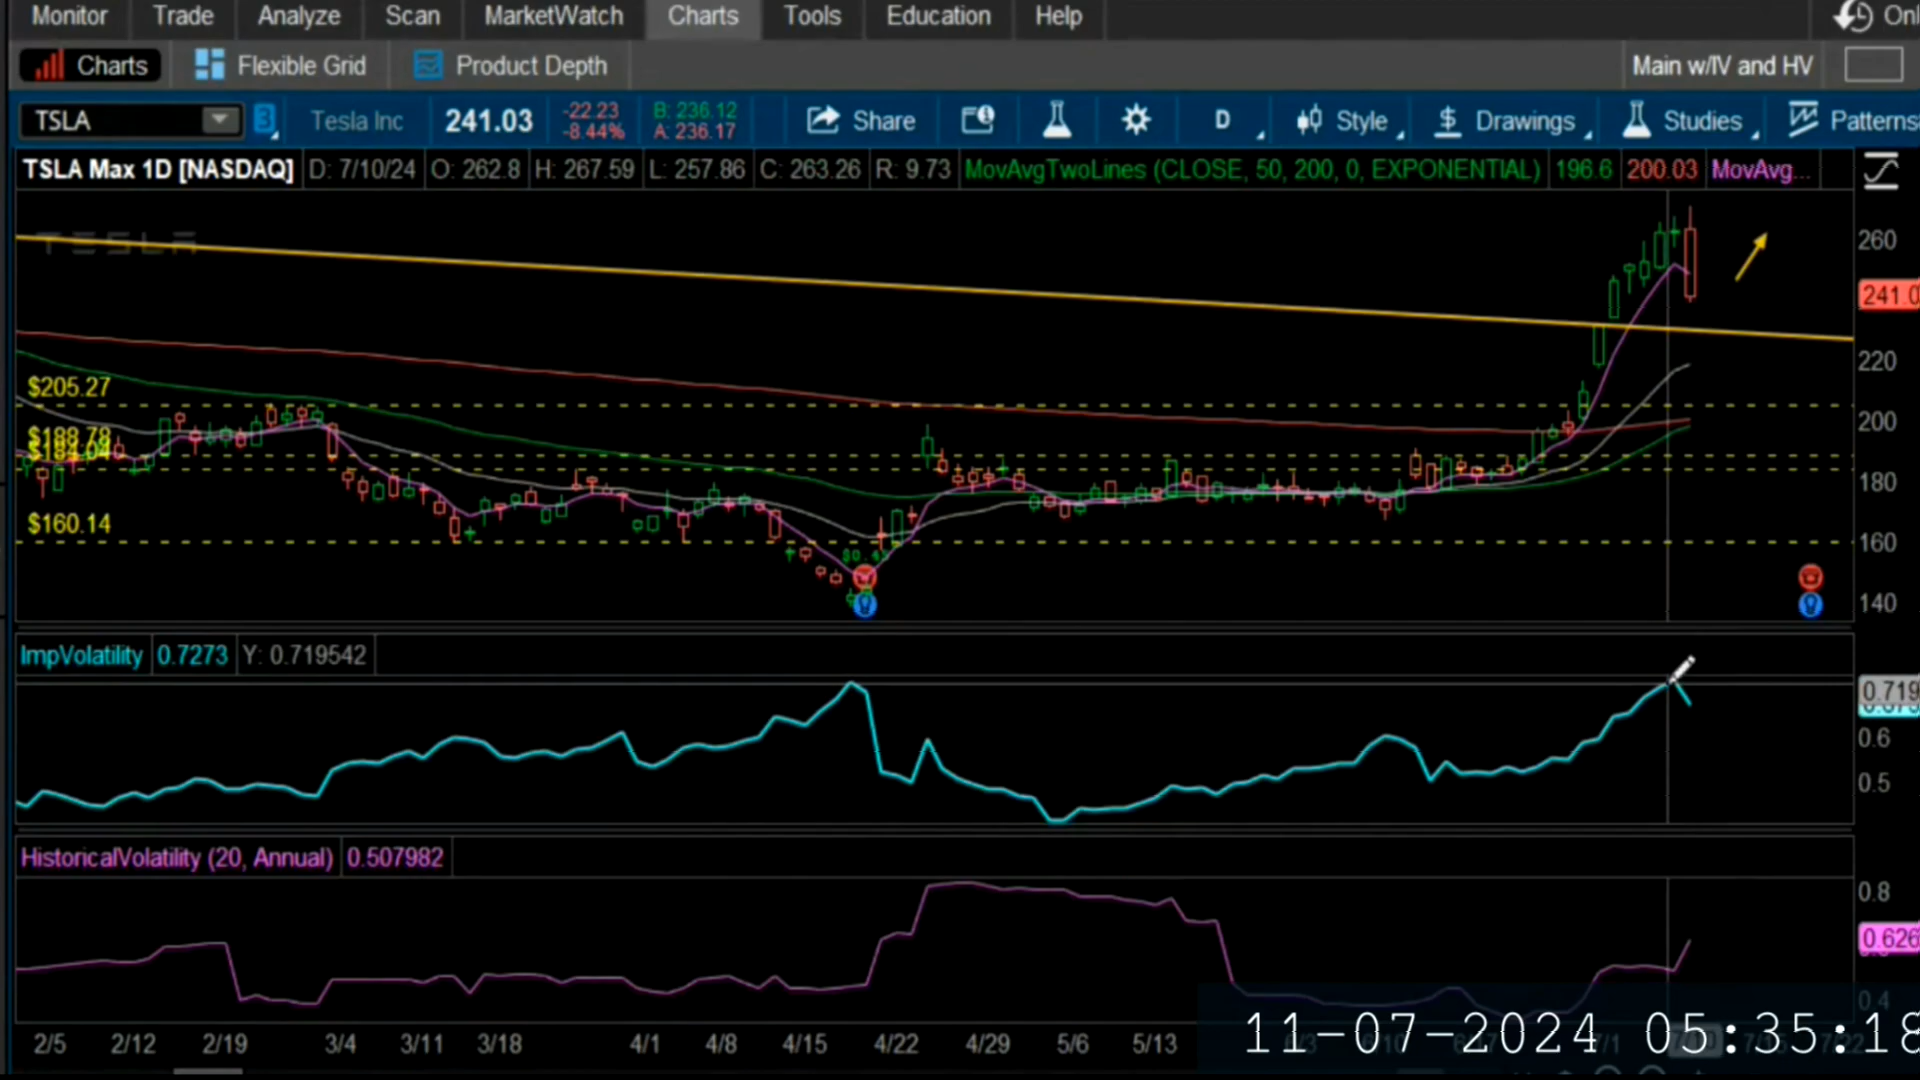 Monitor Trade Analyze Scan MarketWatch Charts Tools Education Help Onl
Charts Flexible Grid Product Depth Main w/IV and HV
TSLA 3 Tesla Inc 241.03 -22.23 B: 236.12 Share D Style $ Drawings Studies Patterns
-8.44% A: 236.17
TSLA Max 1D [NASDAQ] D: 7/10/24 O: 262.8 H: 267.59 L: 257.86 C: 263.26 R: 9.73 MovAvgTwoLines (CLOSE, 50, 200, 0, EXPONENTIAL) 196.6 200.03 MovAvg...
TESLA
260
241.0
220
$205.27
200
$188.78
$184.04
180
$160.14
160
140
ImpVolatility 0.7273 Y: 0.719542
0.719
0.6
0.5
HistoricalVolatility (20, Annual) 0.507982
0.8
0.626
0.4
2/5 2/12 2/19 3/4 3/11 3/18 4/1 4/8 4/15 4/22 4/29 5/6 5/13
11-07-2024 05:35:18